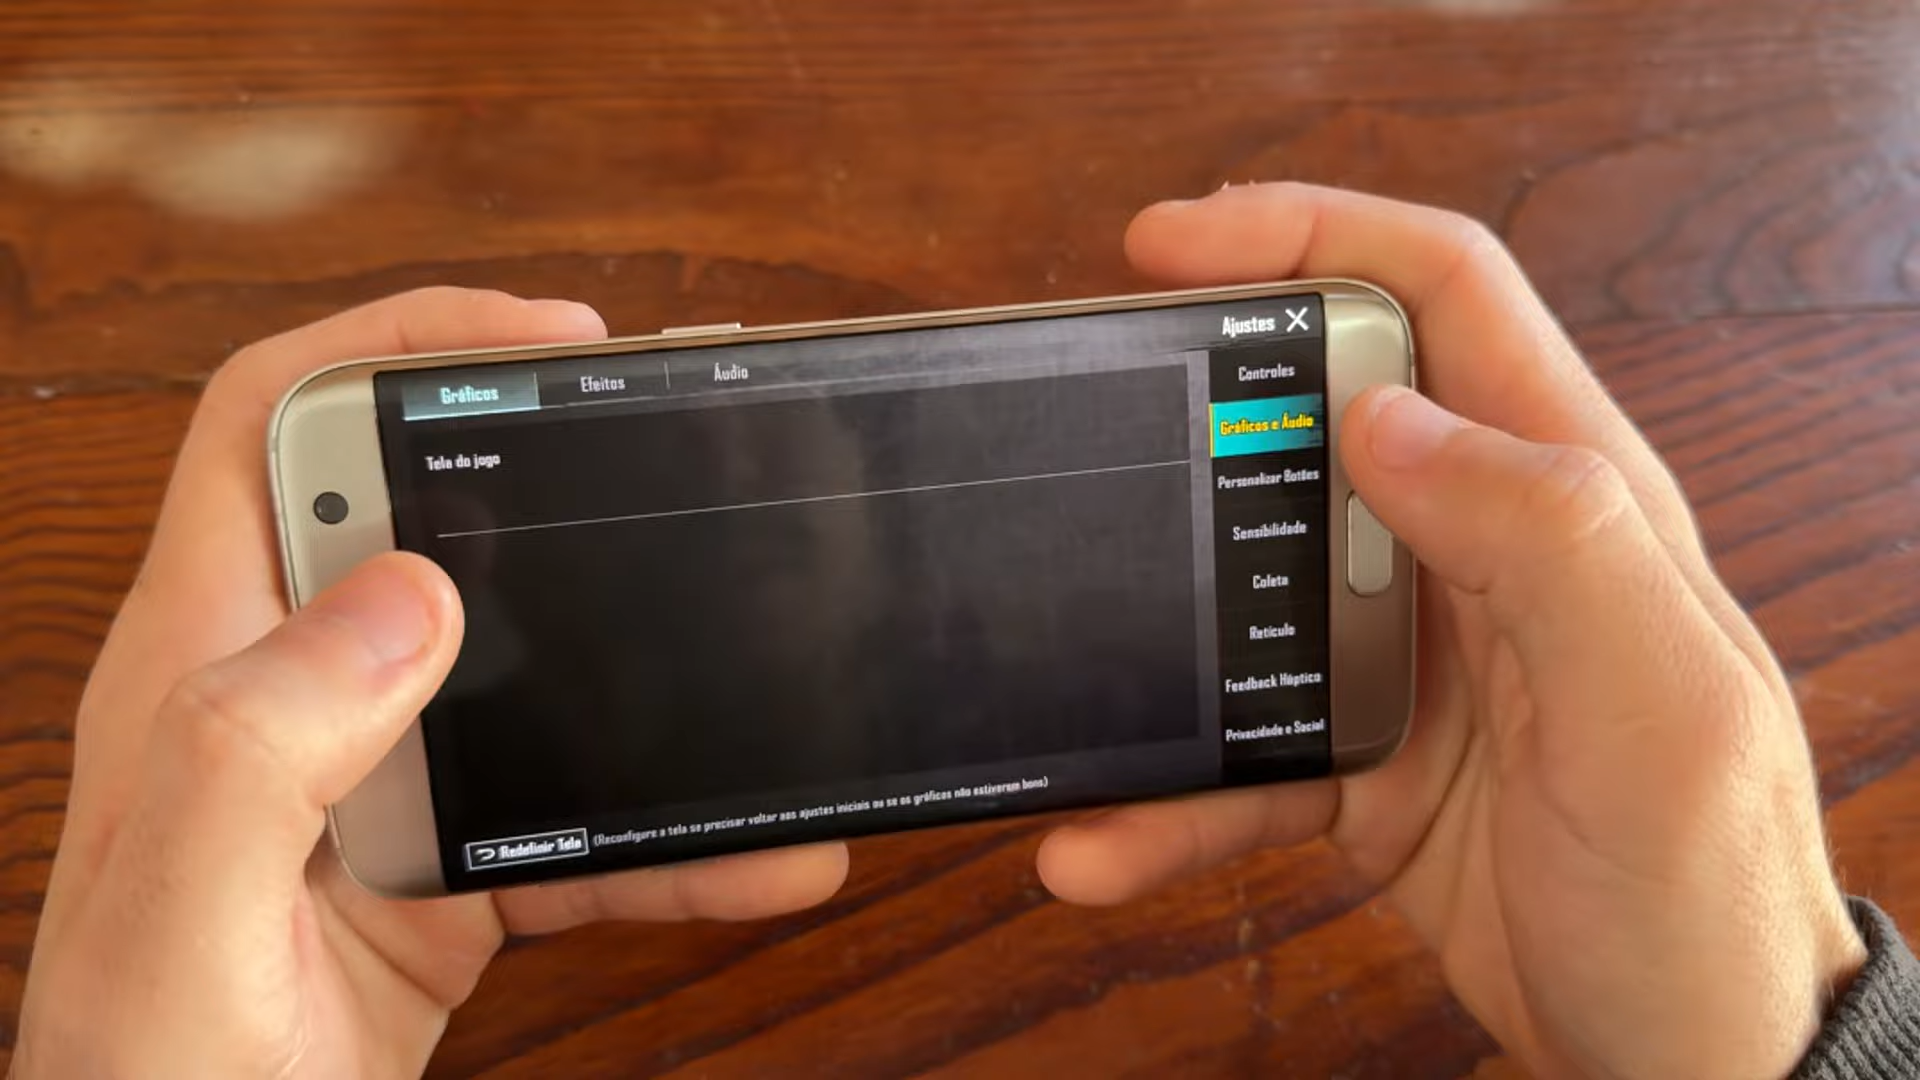 Ajustes
Gráficos
Efeitos
Áudio
Tela do jogo
Controles
Gráficos e Áudio
Personalizar Botões
Sensibilidade
Coleta
Retículo
Feedback Háptico
Privacidade e Social
Redefinir Tela
(Reconfigure a tela se precisar voltar aos ajustes iniciais ou se os gráficos não estiverem bons)